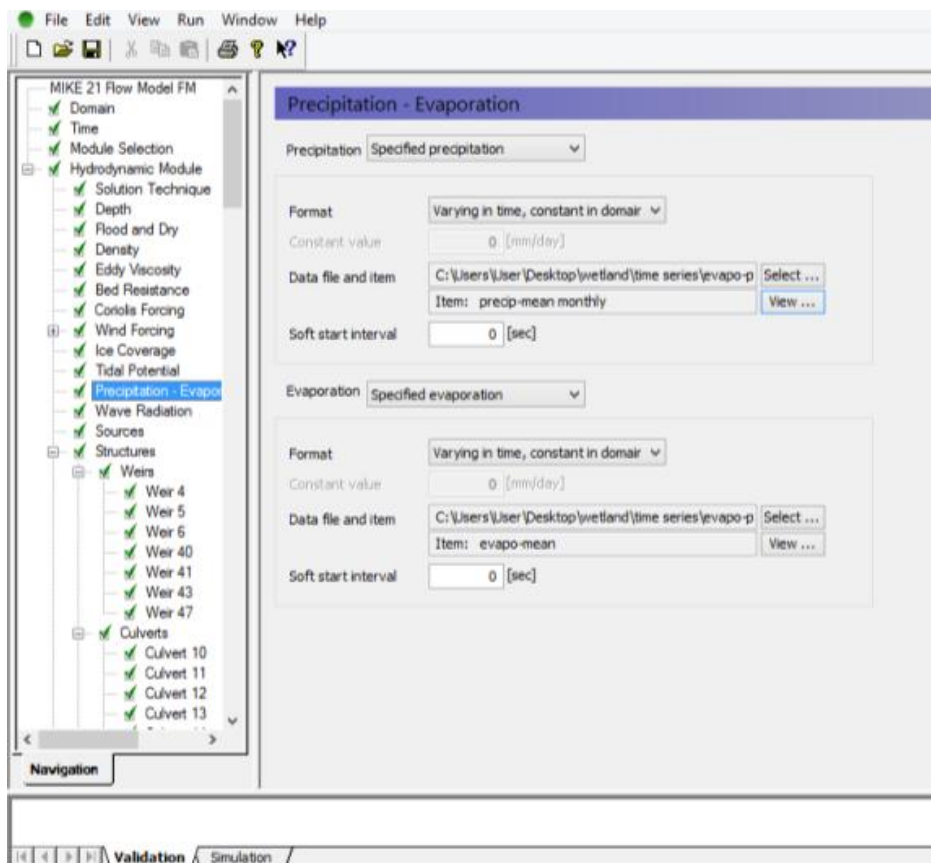 File Edit View Run Window Help
MIKE 21 Flow Model FM
Domain
Time
Module Selection
Hydrodynamic Module
Solution Technique
Depth
Flood and Dry
Density
Eddy Viscosity
Bed Resistance
Coriolis Forcing
Wind Forcing
Ice Coverage
Tidal Potential
Precipitation - Evapor
Wave Radiation
Sources
Structures
Weirs
Weir 4
Weir 5
Weir 6
Weir 40
Weir 41
Weir 43
Weir 47
Culverts
Culvert 10
Culvert 11
Culvert 12
Culvert 13
Navigation
Precipitation - Evaporation
Precipitation Specified precipitation
Format Varying in time, constant in domair
Constant value 0 [mm/day]
Data file and item C:\Users\User\Desktop\wetland\time series\evapo-p Select ...
Item: precip-mean monthly View ...
Soft start interval 0 [sec]
Evaporation Specified evaporation
Format Varying in time, constant in domair
Constant value 0 [mm/day]
Data file and item C:\Users\User\Desktop\wetland\time series\evapo-p Select ...
Item: evapo-mean View ...
Soft start interval 0 [sec]
Validation Simulation